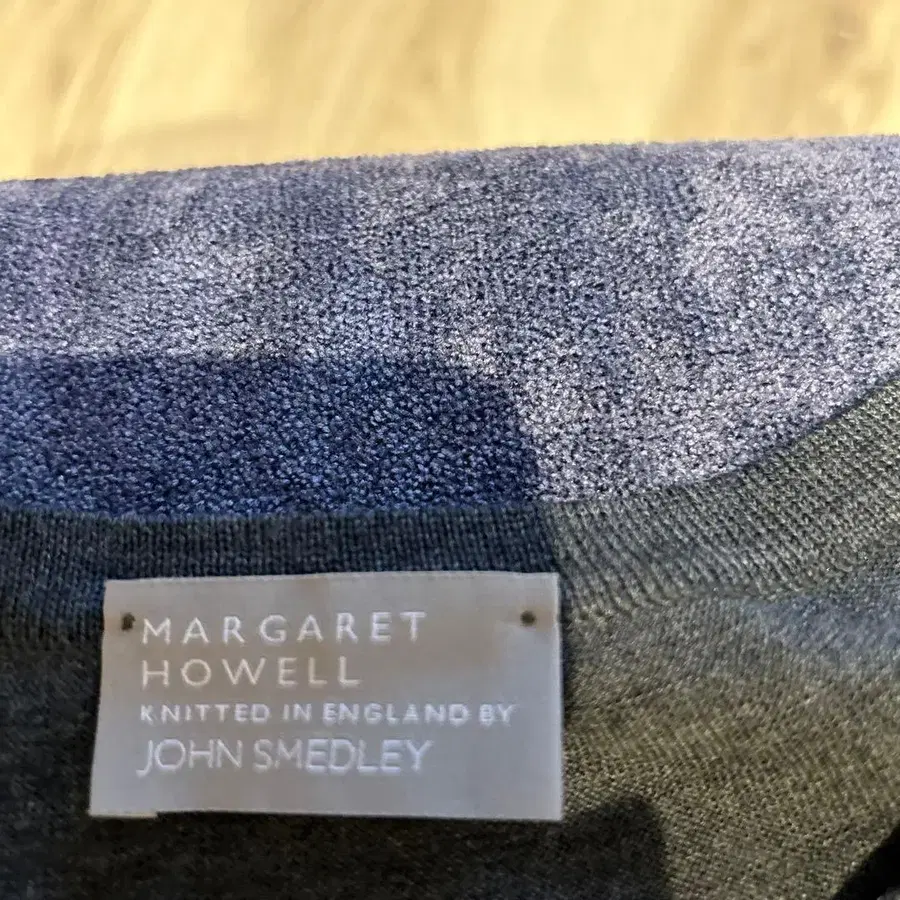 MARGARET
HOWELL
KNITTED IN ENGLAND BY
JOHN SMEDLEY